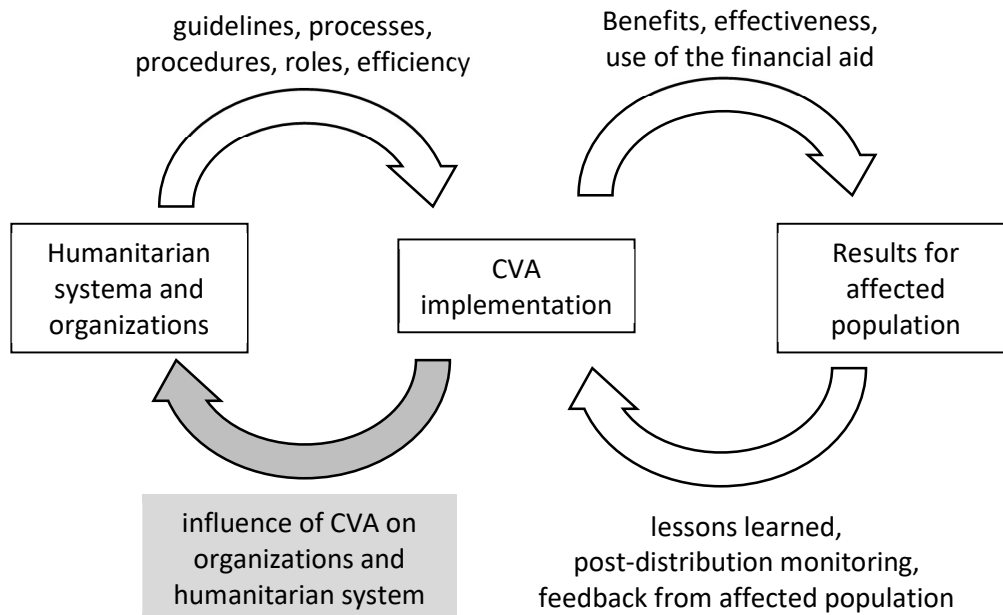 guidelines, processes,
procedures, roles, efficiency
Benefits, effectiveness,
use of the financial aid
Humanitarian
systema and
organizations
CVA
implementation
Results for
affected
population
influence of CVA on
organizations and
humanitarian system
lessons learned,
post-distribution monitoring,
feedback from affected population